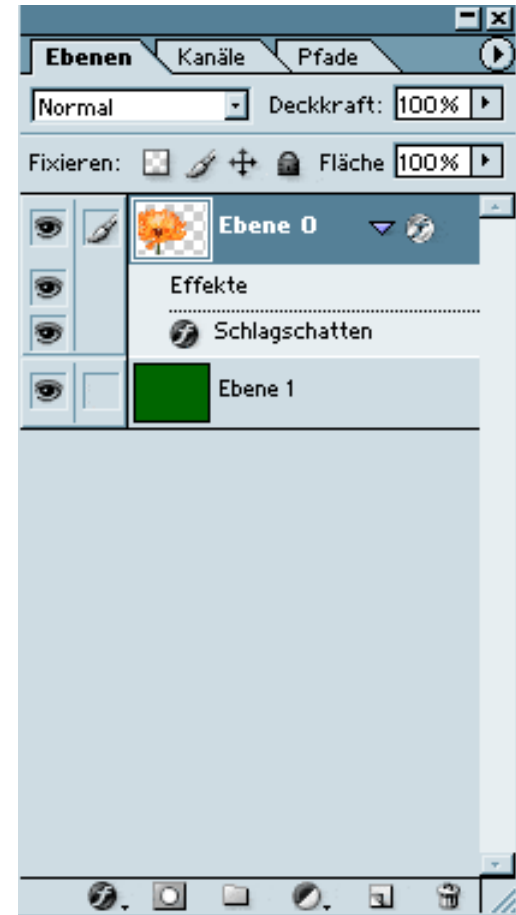 Ebenen Kanäle Pfade
Normal Deckkraft: 100%
Fixieren: Fläche 100%
Ebene 0
Effekte
Schlagschatten
Ebene 1